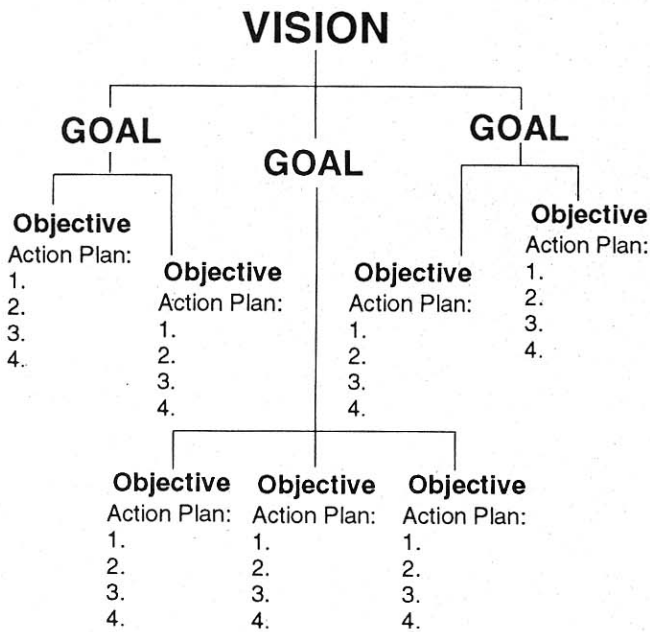 VISION
GOAL
GOAL
GOAL
Objective
Action Plan:
1.
2.
3.
4.
Objective
Action Plan:
1.
2.
3.
4.
Objective
Action Plan:
1.
2.
3.
4.
Objective
Action Plan:
1.
2.
3.
4.
Objective
Action Plan:
1.
2.
3.
4.
Objective
Action Plan:
1.
2.
3.
4.
Objective
Action Plan:
1.
2.
3.
4.